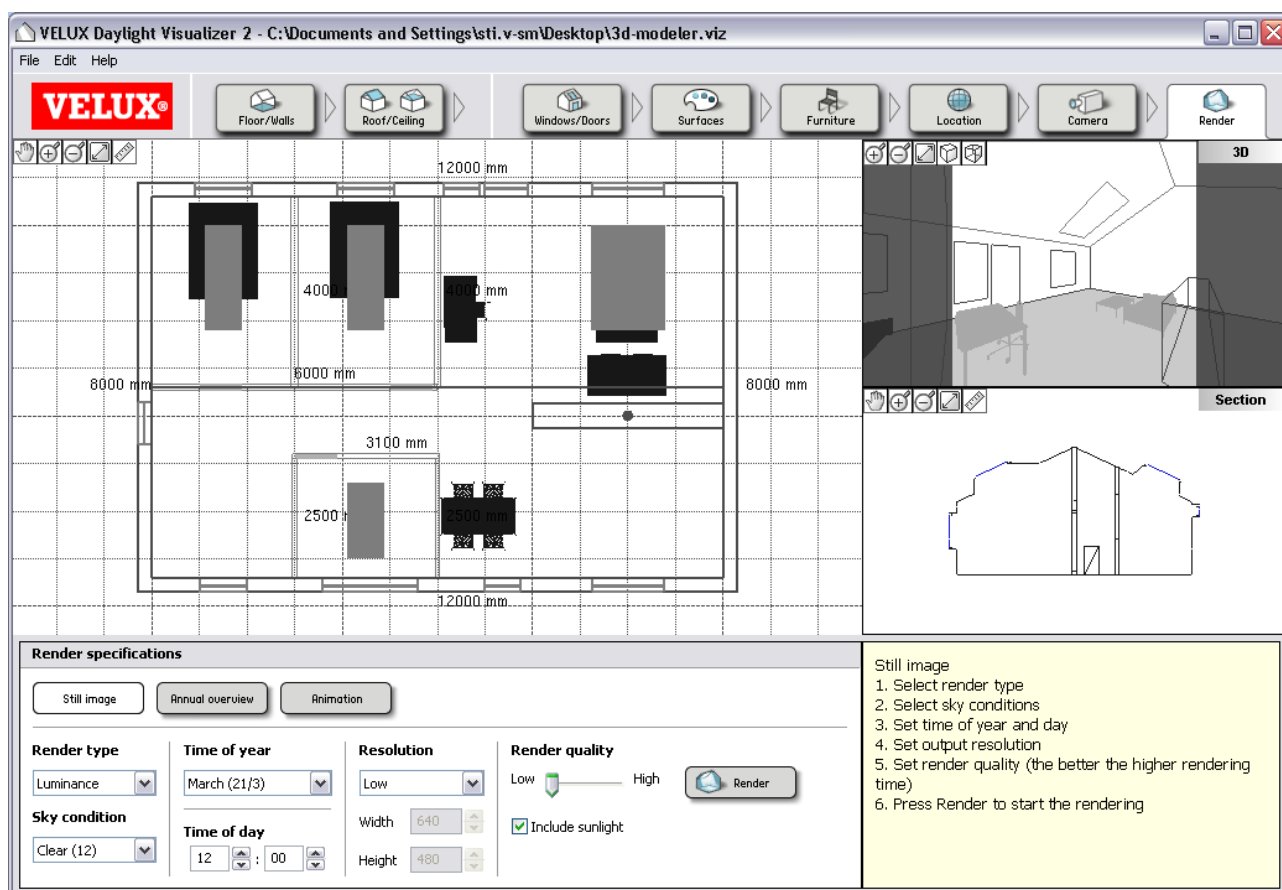 VELUX Daylight Visualizer 2 - C:\Documents and Settings\sti.v-sm\Desktop\3d-modeler.viz
File Edit Help
VELUX®
Floor/Walls
Roof/Ceiling
Windows/Doors
Surfaces
Furniture
Location
Camera
Render
3D
12000 mm
4000
4000 mm
6000 mm
8000 mm
8000 mm
3100 mm
2500
2500 mm
12000 mm
Section
Render specifications
Still image
Annual overview
Animation
Render type
Luminance
Sky condition
Clear (12)
Time of year
March (21/3)
Time of day
12 : 00
Resolution
Low
Width 640
Height 480
Render quality
Low High
Render
Include sunlight
Still image
1. Select render type
2. Select sky conditions
3. Set time of year and day
4. Set output resolution
5. Set render quality (the better the higher rendering
time)
6. Press Render to start the rendering